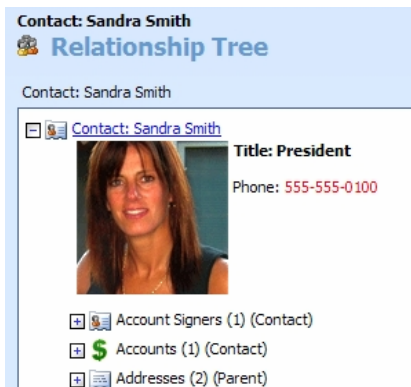 Contact: Sandra Smith
Relationship Tree
Contact: Sandra Smith
Contact: Sandra Smith
Title: President
Phone: 555-555-0100
Account Signers (1) (Contact)
Accounts (1) (Contact)
Addresses (2) (Parent)